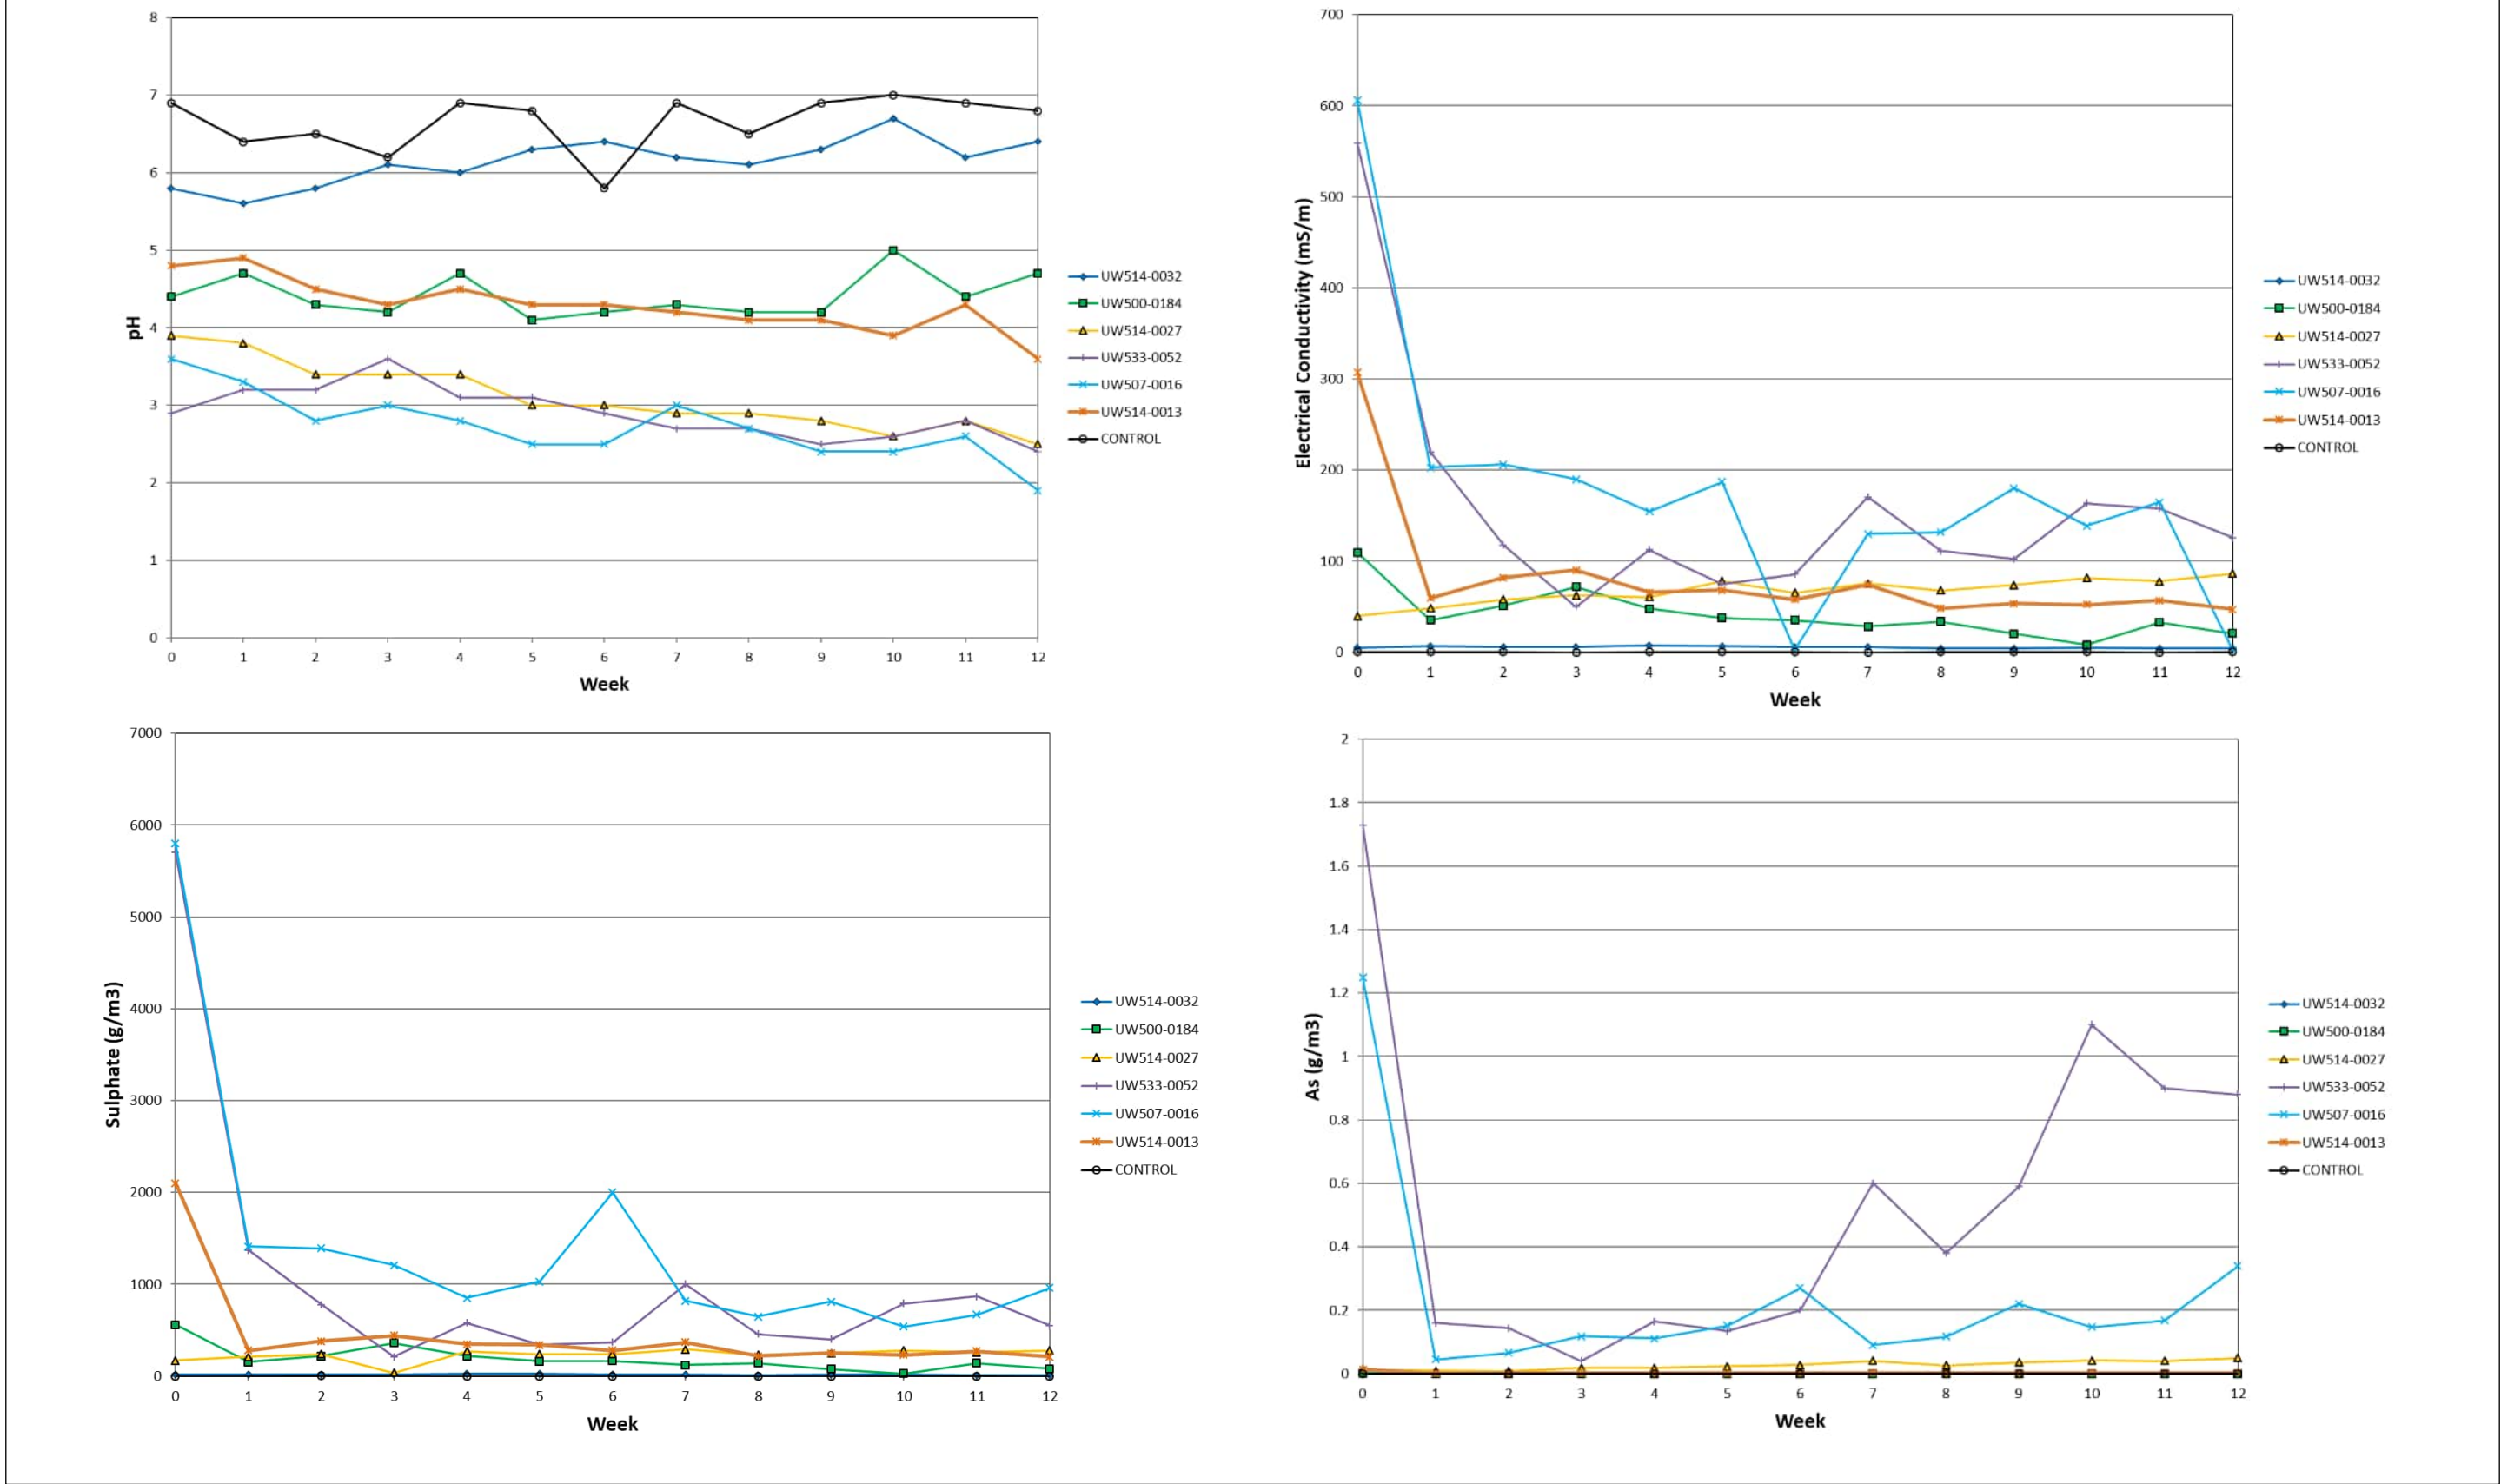 8
7
6
5
4
3
2
1
0
pH
0 1 2 3 4 5 6 7 8 9 10 11 12
Week
UW514-0032
UW500-0184
UW514-0027
UW533-0052
UW507-0016
UW514-0013
CONTROL
700
600
500
400
300
200
100
0
Electrical Conductivity (mS/m)
0 1 2 3 4 5 6 7 8 9 10 11 12
Week
UW514-0032
UW500-0184
UW514-0027
UW533-0052
UW507-0016
UW514-0013
CONTROL
7000
6000
5000
4000
3000
2000
1000
0
Sulphate (g/m3)
0 1 2 3 4 5 6 7 8 9 10 11 12
Week
UW514-0032
UW500-0184
UW514-0027
UW533-0052
UW507-0016
UW514-0013
CONTROL
2
1.8
1.6
1.4
1.2
1
0.8
0.6
0.4
0.2
0
As (g/m3)
0 1 2 3 4 5 6 7 8 9 10 11 12
Week
UW514-0032
UW500-0184
UW514-0027
UW533-0052
UW507-0016
UW514-0013
CONTROL